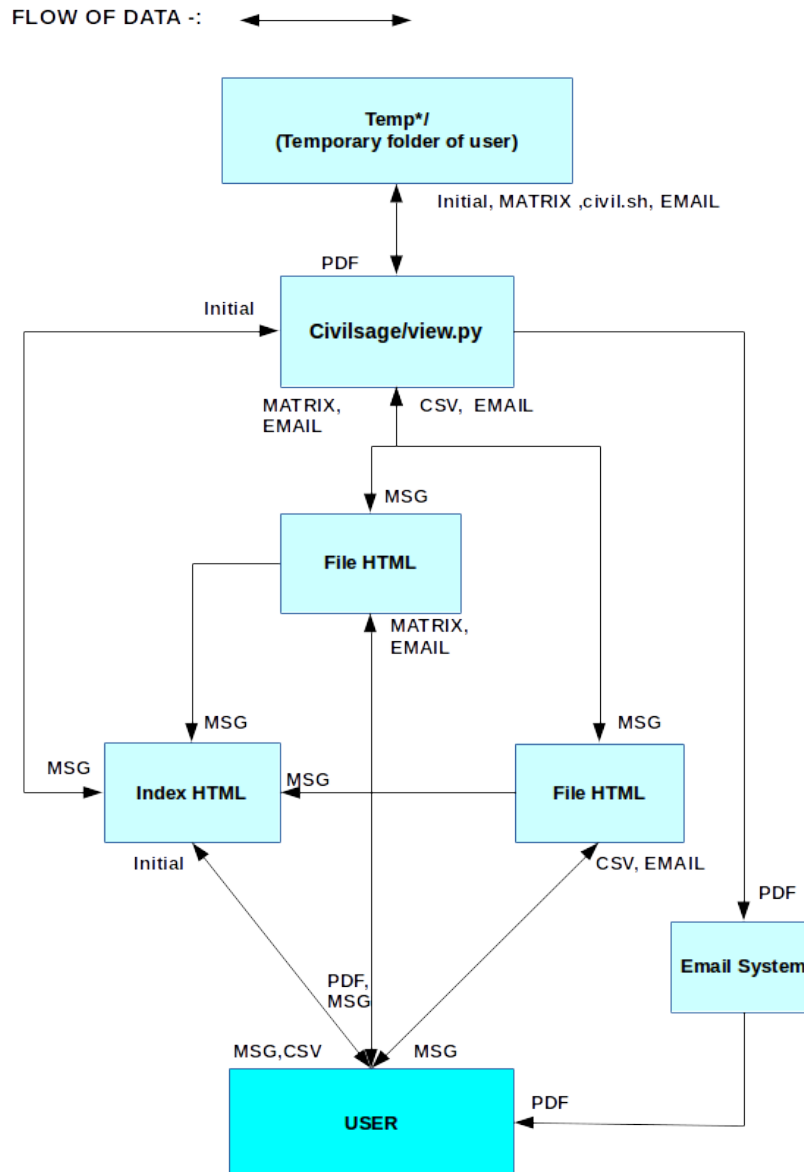 FLOW OF DATA -:
Temp*/
(Temporary folder of user)
Initial, MATRIX ,civil.sh, EMAIL
PDF
Initial
Civilsage/view.py
MATRIX,
EMAIL
CSV, EMAIL
MSG
File HTML
MATRIX,
EMAIL
MSG
MSG
MSG
MSG
Index HTML
File HTML
Initial
CSV, EMAIL
PDF
Email System
PDF,
MSG
MSG,CSV
MSG
PDF
USER